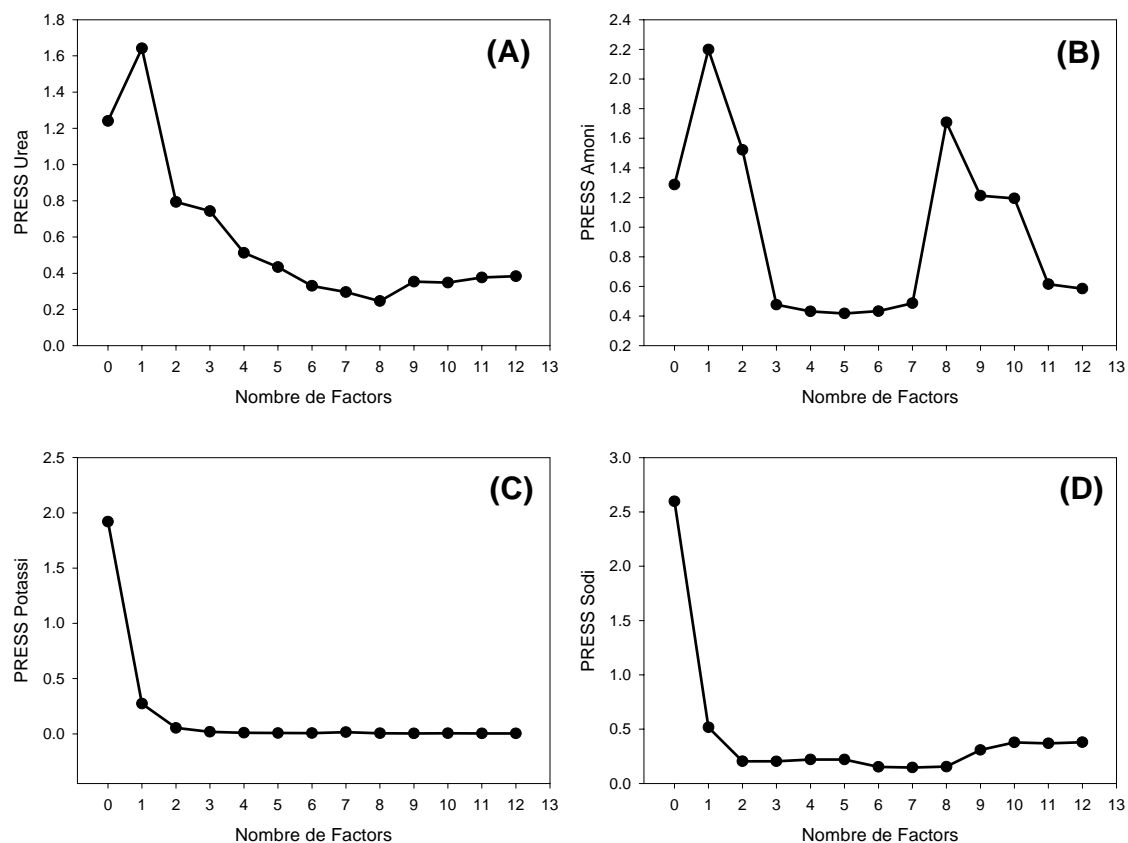 (A)
PRESS Urea
1.8
1.6
1.4
1.2
1.0
0.8
0.6
0.4
0.2
0.0
0 1 2 3 4 5 6 7 8 9 10 11 12 13
Nombre de Factors
(B)
PRESS Amoni
2.4
2.2
2.0
1.8
1.6
1.4
1.2
1.0
0.8
0.6
0.4
0.2
0 1 2 3 4 5 6 7 8 9 10 11 12 13
Nombre de Factors
(C)
PRESS Potassi
2.5
2.0
1.5
1.0
0.5
0.0
0 1 2 3 4 5 6 7 8 9 10 11 12 13
Nombre de Factors
(D)
PRESS Sodi
3.0
2.5
2.0
1.5
1.0
0.5
0.0
0 1 2 3 4 5 6 7 8 9 10 11 12 13
Nombre de Factors